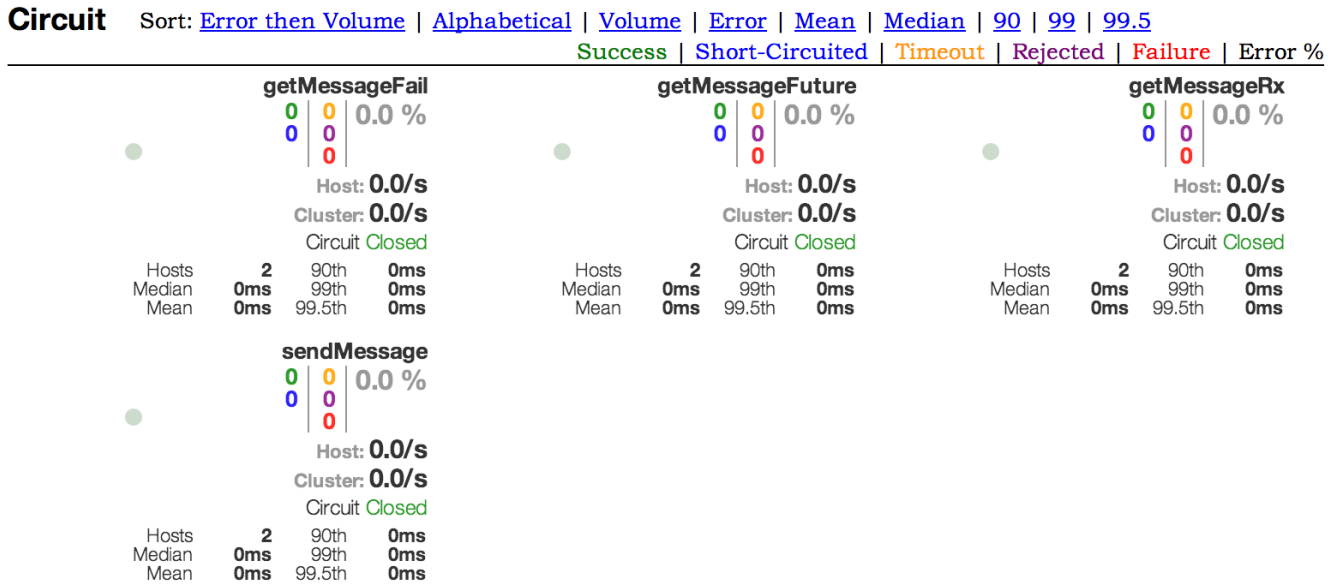 Circuit Sort: Error then Volume | Alphabetical | Volume | Error | Mean | Median | 90 | 99 | 99.5
Success | Short-Circuited | Timeout | Rejected | Failure | Error %
getMessageFail
0 0 0.0 %
0 0
0
Host: 0.0/s
Cluster: 0.0/s
Circuit Closed
Hosts 2 90th 0ms
Median 0ms 99th 0ms
Mean 0ms 99.5th 0ms
getMessageFuture
0 0 0.0 %
0 0
0
Host: 0.0/s
Cluster: 0.0/s
Circuit Closed
Hosts 2 90th 0ms
Median 0ms 99th 0ms
Mean 0ms 99.5th 0ms
getMessageRx
0 0 0.0 %
0 0
0
Host: 0.0/s
Cluster: 0.0/s
Circuit Closed
Hosts 2 90th 0ms
Median 0ms 99th 0ms
Mean 0ms 99.5th 0ms
sendMessage
0 0 0.0 %
0 0
0
Host: 0.0/s
Cluster: 0.0/s
Circuit Closed
Hosts 2 90th 0ms
Median 0ms 99th 0ms
Mean 0ms 99.5th 0ms